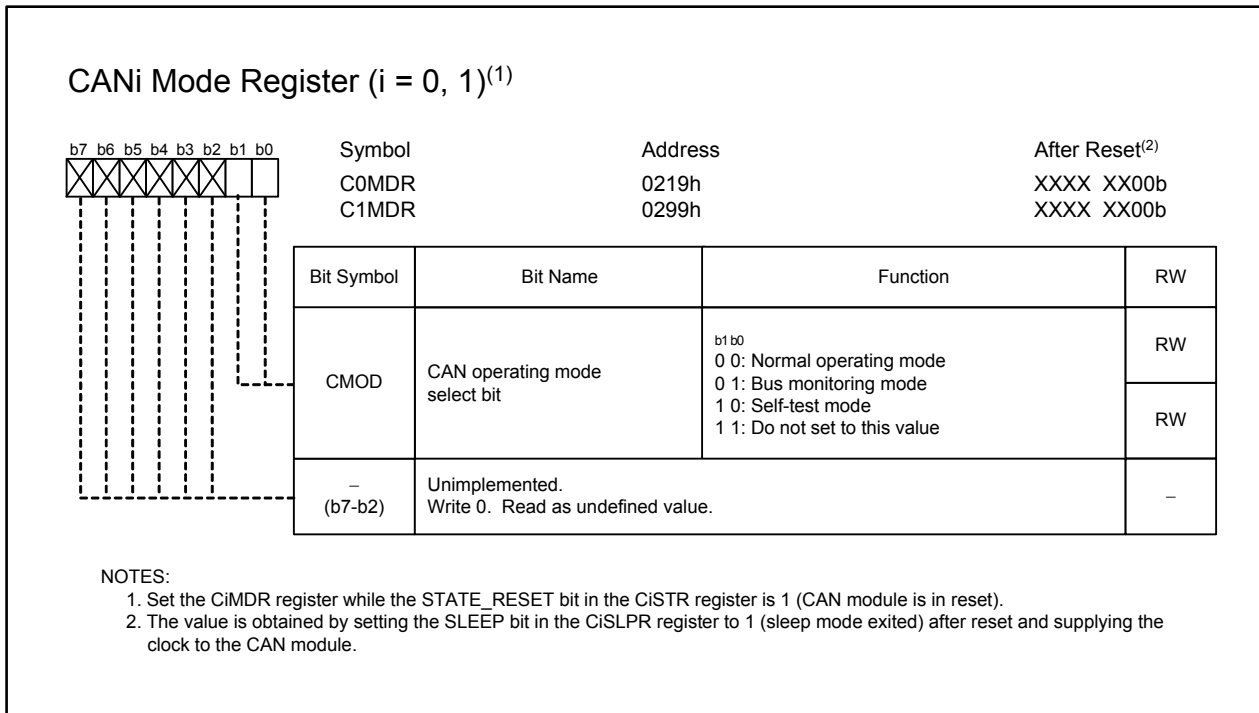 CANi Mode Register (i = 0, 1)(1)
b7 b6 b5 b4 b3 b2 b1 b0
Symbol Address After Reset(2)
C0MDR 0219h XXXX XX00b
C1MDR 0299h XXXX XX00b
Bit Symbol Bit Name Function RW
CMOD
CAN operating mode
select bit
b1 b0
0 0: Normal operating mode
0 1: Bus monitoring mode
1 0: Self-test mode
1 1: Do not set to this value
RW
RW
–
(b7-b2)
Unimplemented.
Write 0. Read as undefined value.
–
NOTES:
1. Set the CiMDR register while the STATE_RESET bit in the CiSTR register is 1 (CAN module is in reset).
2. The value is obtained by setting the SLEEP bit in the CiSLPR register to 1 (sleep mode exited) after reset and supplying the
clock to the CAN module.